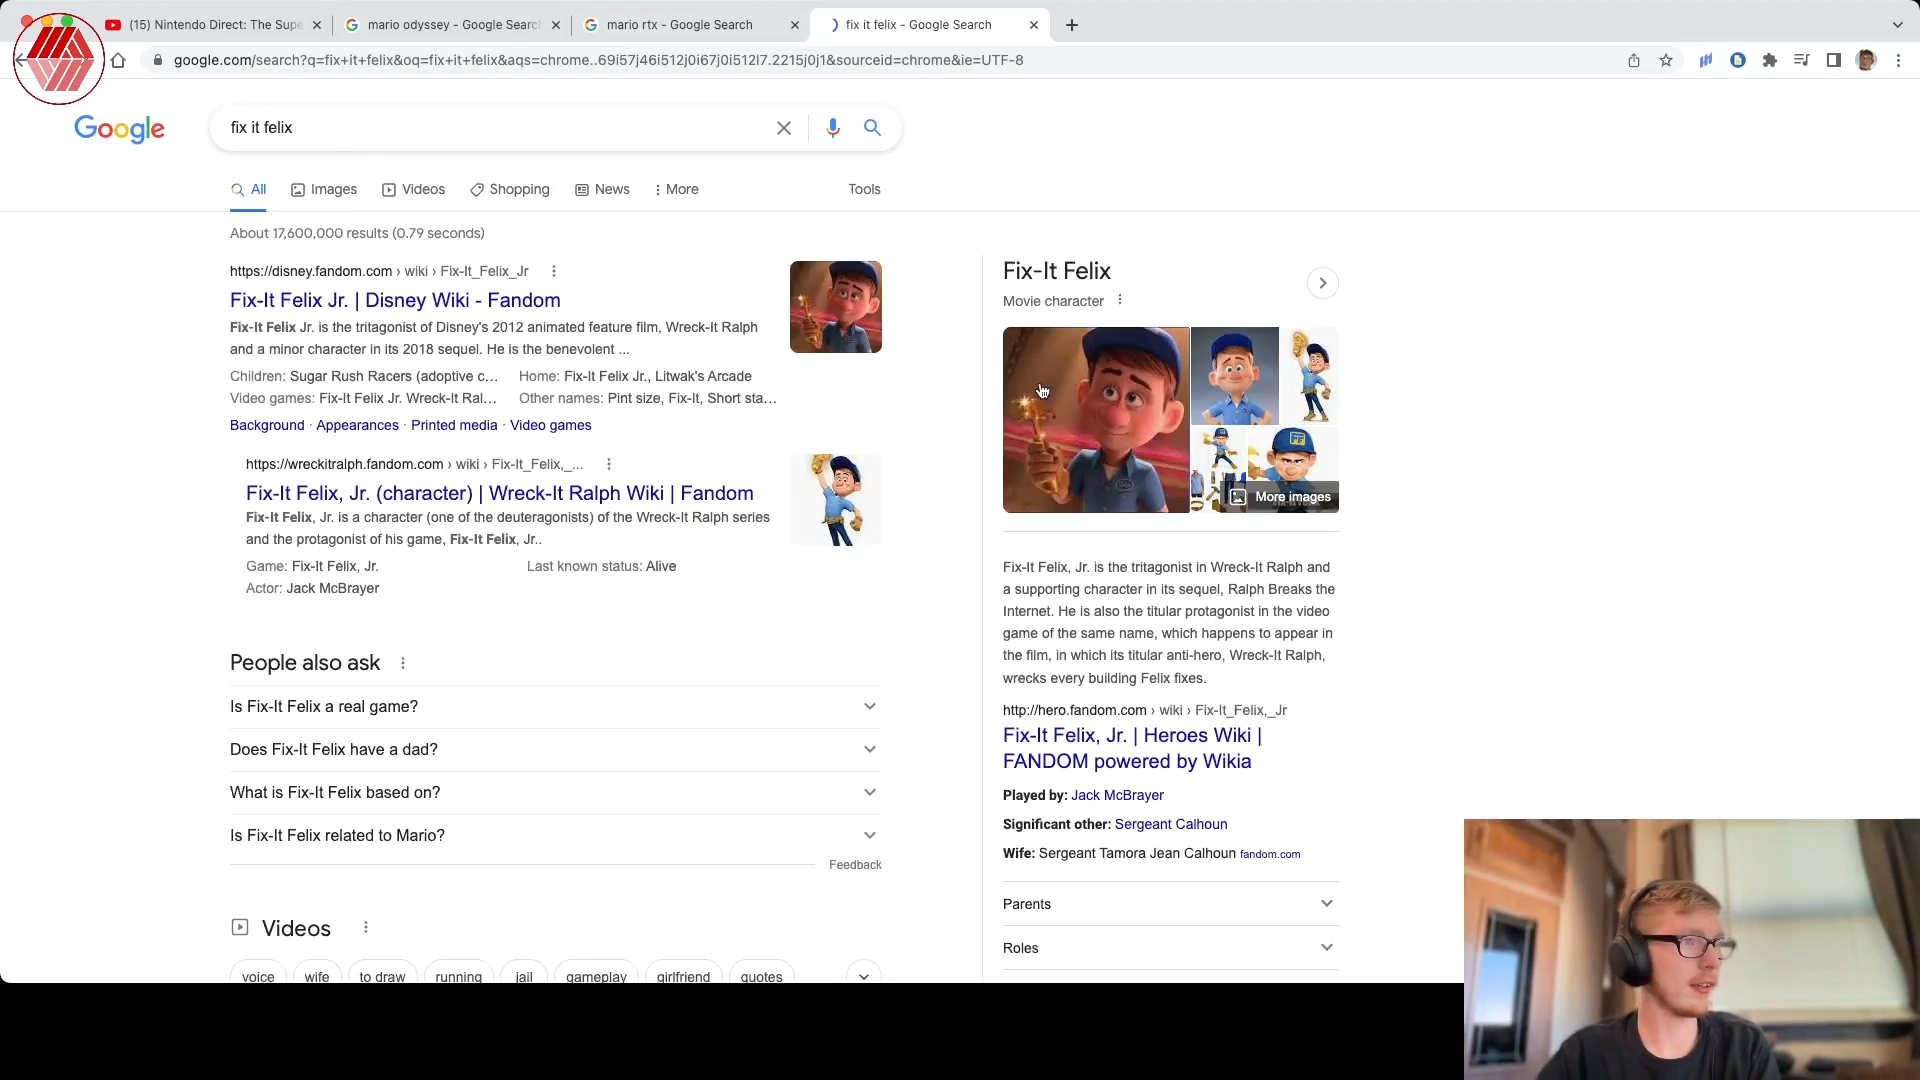 (15) Nintendo Direct: The Supe
mario odyssey - Google Search
mario rtx - Google Search
fix it felix - Google Search
google.com/search?q=fix+it+felix&oq=fix+it+felix&aqs=chrome..69i57j46i512j0i67j0i512l7.2215j0j1&sourceid=chrome&ie=UTF-8
Google
fix it felix
All
Images
Videos
Shopping
News
More
Tools
About 17,600,000 results (0.79 seconds)
https://disney.fandom.com › wiki › Fix-It_Felix_Jr
Fix-It Felix Jr. | Disney Wiki - Fandom
Fix-It Felix Jr. is the tritagonist of Disney's 2012 animated feature film, Wreck-It Ralph
and a minor character in its 2018 sequel. He is the benevolent ...
Children: Sugar Rush Racers (adoptive c... Home: Fix-It Felix Jr., Litwak's Arcade
Video games: Fix-It Felix Jr. Wreck-It Ral... Other names: Pint size, Fix-It, Short sta...
Background · Appearances · Printed media · Video games
https://wreckitralph.fandom.com › wiki › Fix-It_Felix,_...
Fix-It Felix, Jr. (character) | Wreck-It Ralph Wiki | Fandom
Fix-It Felix, Jr. is a character (one of the deuteragonists) of the Wreck-It Ralph series
and the protagonist of his game, Fix-It Felix, Jr..
Game: Fix-It Felix, Jr. Last known status: Alive
Actor: Jack McBrayer
People also ask
Is Fix-It Felix a real game?
Does Fix-It Felix have a dad?
What is Fix-It Felix based on?
Is Fix-It Felix related to Mario?
Feedback
Videos
voice
wife
to draw
running
jail
gameplay
girlfriend
quotes
Fix-It Felix
Movie character
More images
Fix-It Felix, Jr. is the tritagonist in Wreck-It Ralph and
a supporting character in its sequel, Ralph Breaks the
Internet. He is also the titular protagonist in the video
game of the same name, which happens to appear in
the film, in which its titular anti-hero, Wreck-It Ralph,
wrecks every building Felix fixes.
http://hero.fandom.com › wiki › Fix-It_Felix,_Jr
Fix-It Felix, Jr. | Heroes Wiki |
FANDOM powered by Wikia
Played by: Jack McBrayer
Significant other: Sergeant Calhoun
Wife: Sergeant Tamora Jean Calhoun fandom.com
Parents
Roles